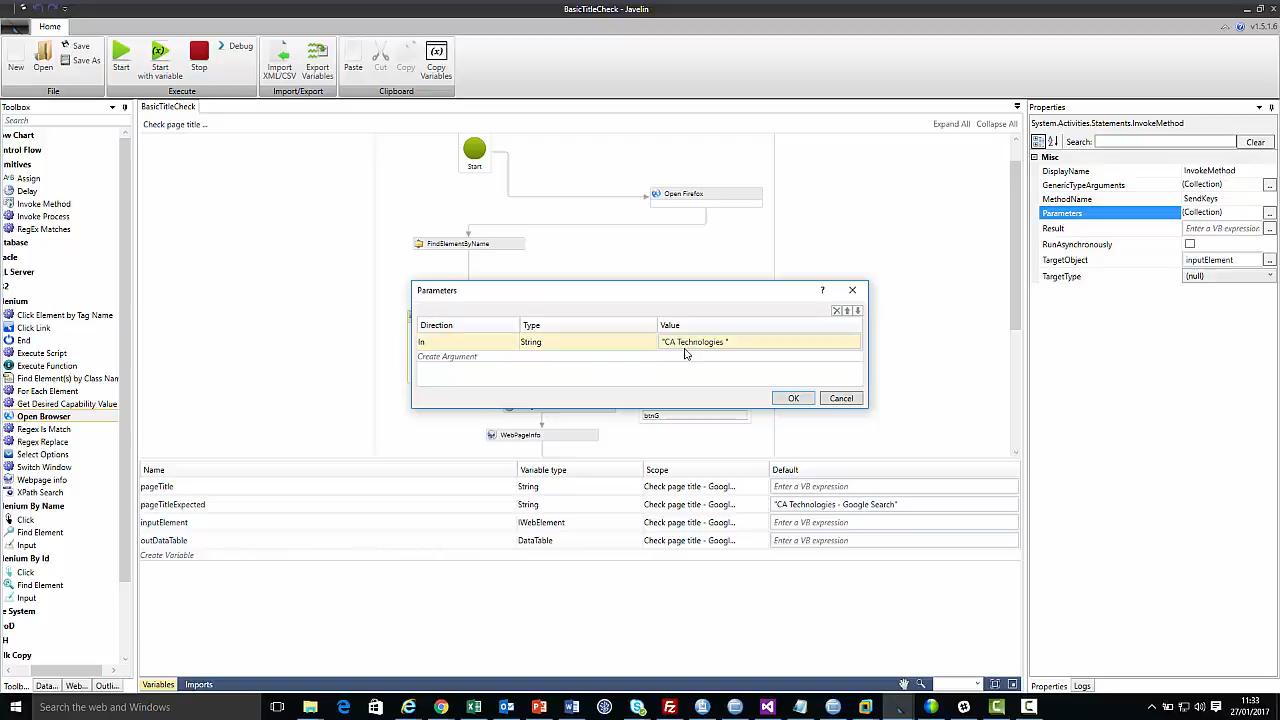 BasicTitleCheck - Javelin
Home
v1.5.1.6
New
Open
Save
Save As
Start
Start with variable
Stop
Debug
Import XML/CSV
Export Variables
Paste
Cut
Copy
Copy Variables
File
Execute
Import/Export
Clipboard
Toolbox
Search
ow Chart
ontrol Flow
mitives
Assign
Delay
Invoke Method
Invoke Process
RegEx Matches
tabase
acle
L Server
2
lenium
Click Element by Tag Name
Click Link
End
Execute Script
Execute Function
Find Element(s) by Class Nam
For Each Element
Get Desired Capability Value
Open Browser
Regex Is Match
Regex Replace
Select Options
Switch Window
Webpage info
XPath Search
lenium By Name
Click
Find Element
Input
lenium By Id
Click
Find Element
Input
e System
oD
H
lk Copy
Toolb...
Data...
Web...
Outli...
BasicTitleCheck
Check page title ...
Expand All
Collapse All
Start
Open Firefox
FindElementByName
Parameters
?
Direction
Type
Value
In
String
"CA Technologies "
Create Argument
OK
Cancel
btnG
WebPageInfo
Name
Variable type
Scope
Default
pageTitle
String
Check page title - Googl...
Enter a VB expression
pageTitleExpected
String
Check page title - Googl...
"CA Technologies - Google Search"
inputElement
IWebElement
Check page title - Googl...
Enter a VB expression
outDataTable
DataTable
Check page title - Googl...
Enter a VB expression
Create Variable
Variables
Imports
Properties
System.Activities.Statements.InvokeMethod
Search:
Clear
Misc
DisplayName
InvokeMethod
GenericTypeArguments
(Collection)
...
MethodName
SendKeys
Parameters
(Collection)
...
Result
Enter a VB expression
...
RunAsynchronously
TargetObject
inputElement
...
TargetType
(null)
Properties
Logs
Search the web and Windows
11:33
27/01/2017